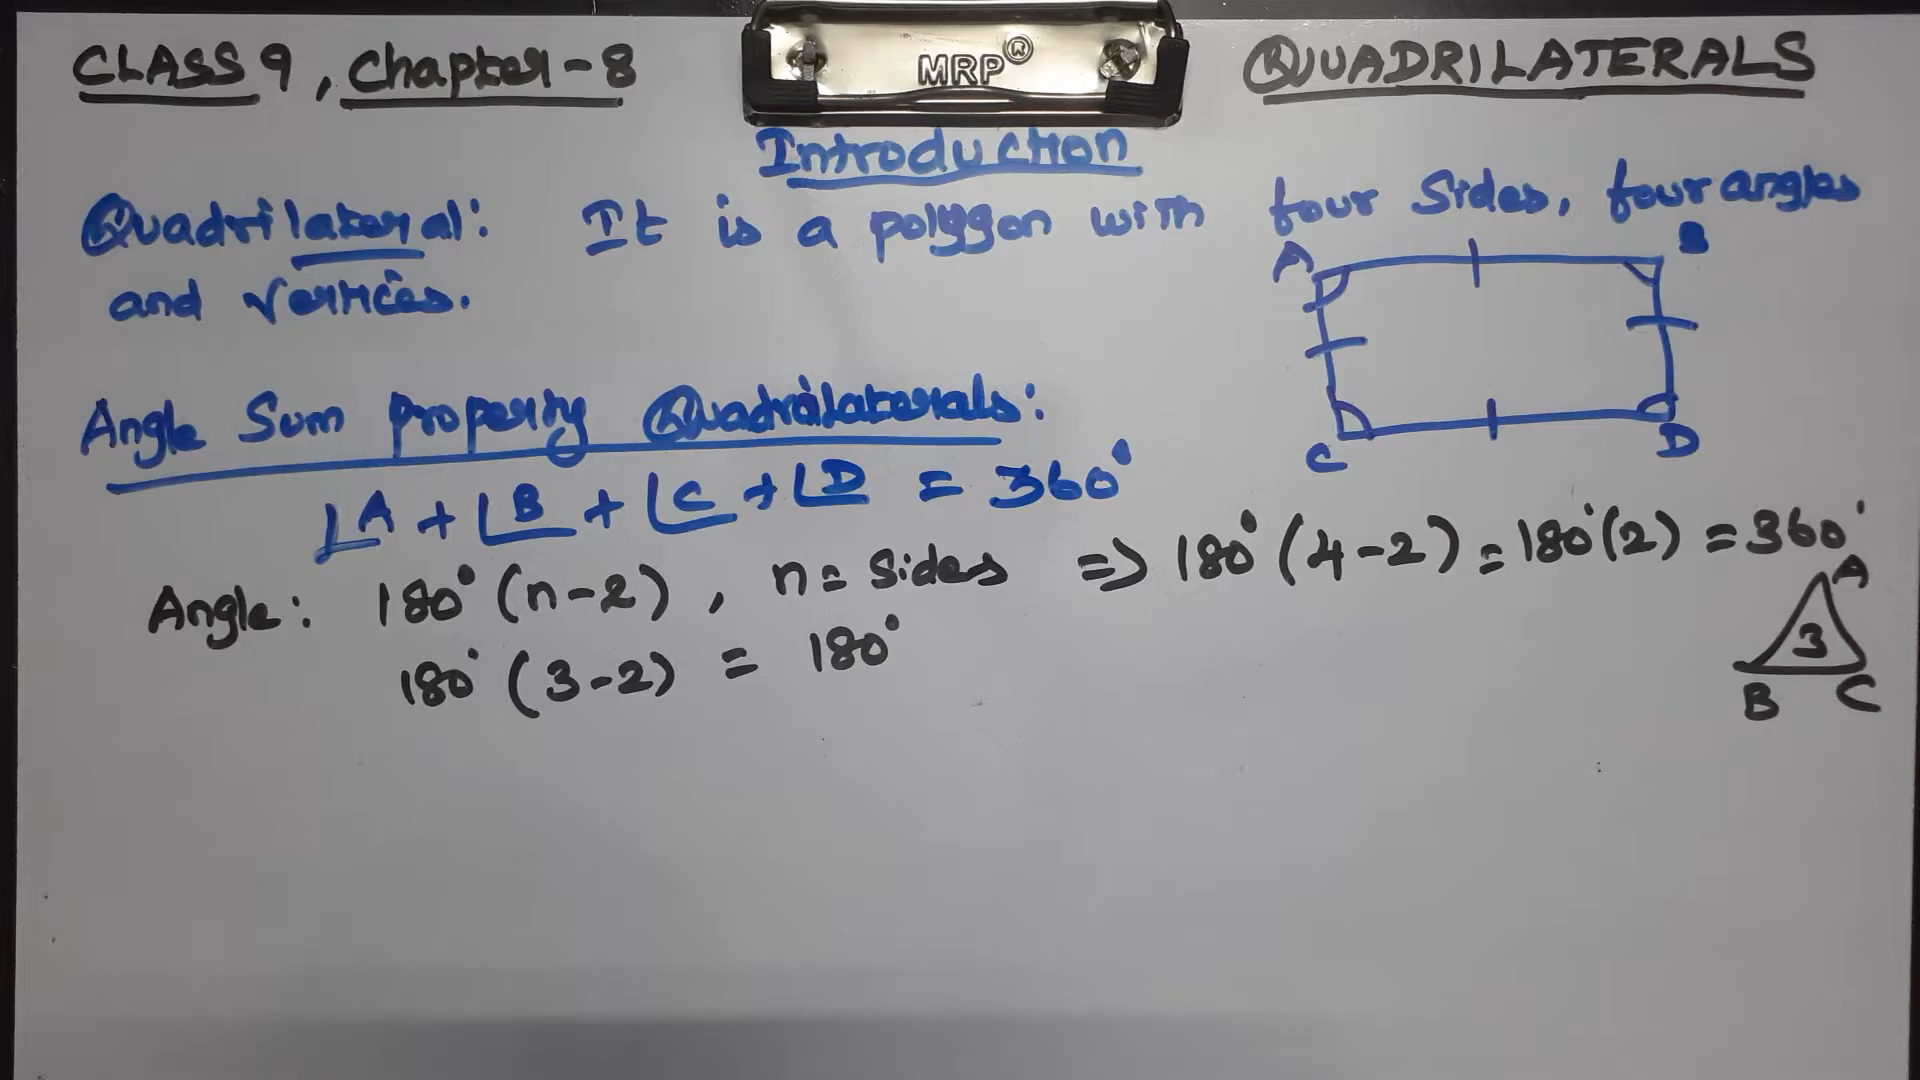 CLASS 9, Chapter-8
MRP®
QUADRILATERALS
Introduction
Quadrilateral: It is a polygon with four sides, four angles
and vertices.
A B
C D
Angle Sum property Quadrilaterals:
∠A + ∠B + ∠C + ∠D = 360°
Angle: 180° (n-2), n = sides => 180° (4-2) = 180°(2) = 360°
180° (3-2) = 180°
A
3
B C